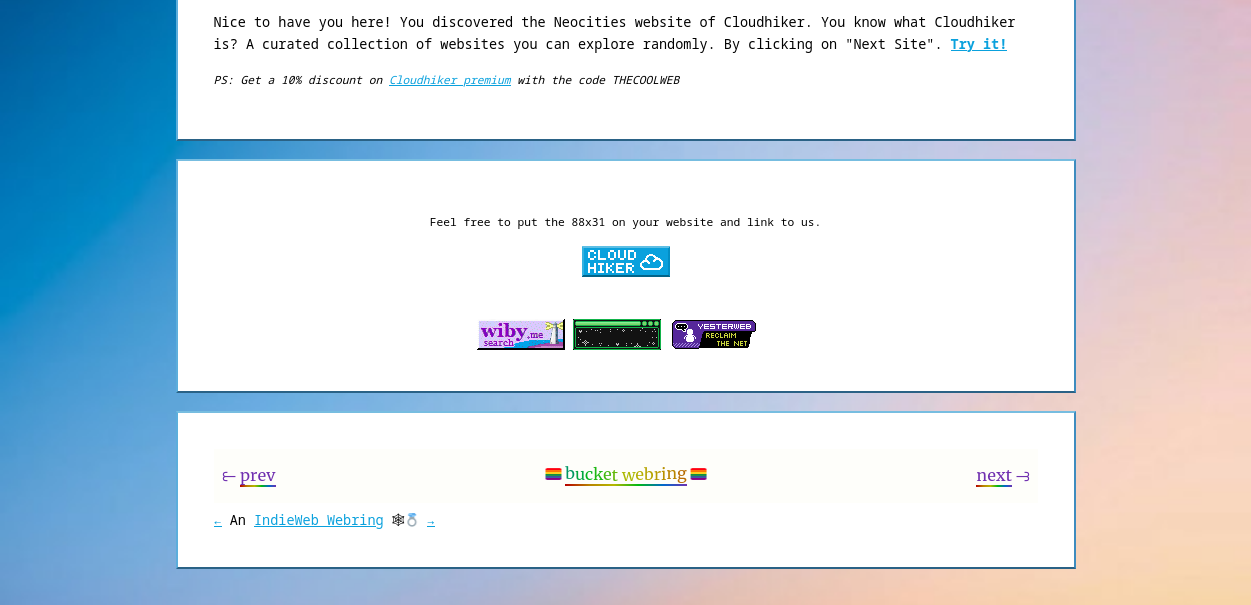 Nice to have you here! You discovered the Neocities website of Cloudhiker. You know what Cloudhiker
is? A curated collection of websites you can explore randomly. By clicking on "Next Site". Try it!
PS: Get a 10% discount on Cloudhiker premium with the code THECOOLWEB
Feel free to put the 88x31 on your website and link to us.
CLOUD
HIKER
wiby.me
search
YESTERWEB
RECLAIM
THE NET
prev
bucket webring
next
← An IndieWeb Webring 🕸💍 →